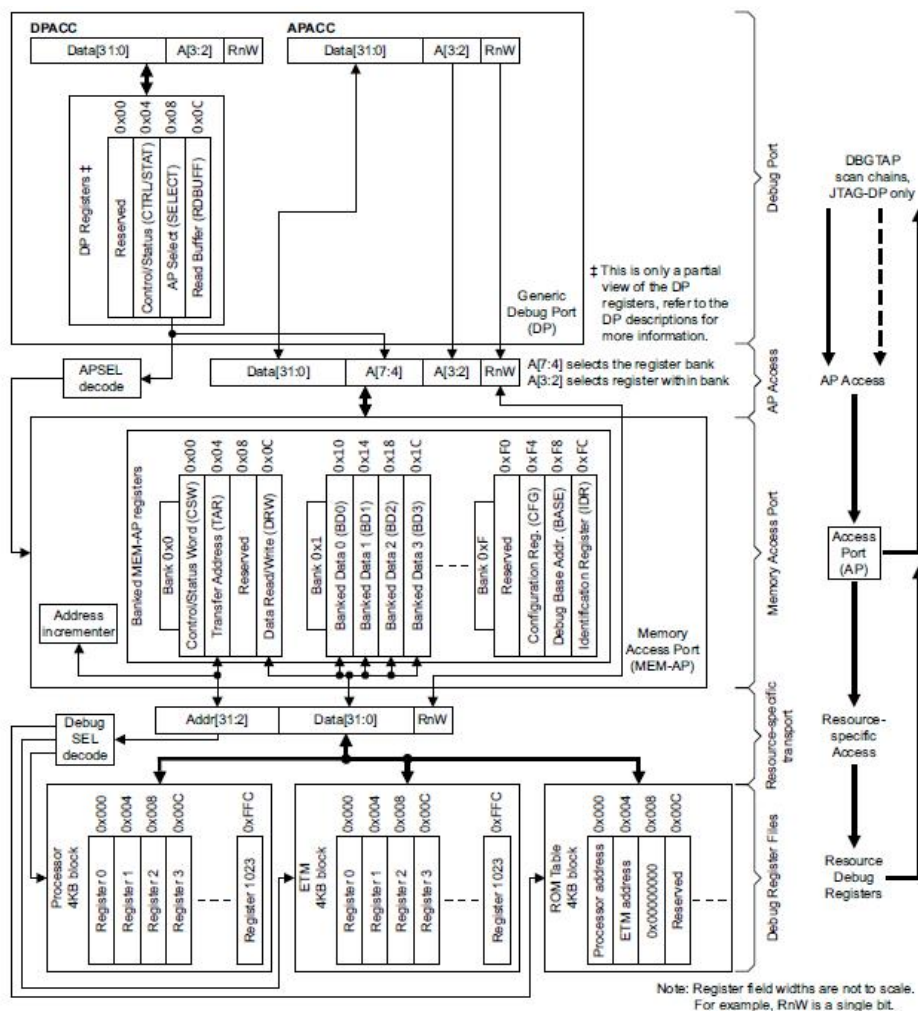 DPACC
Data[31:0] A[3:2] RnW
APACC
Data[31:0] A[3:2] RnW
DP Registers ‡
0x00
0x04
0x08
0x0C
Reserved
Control/Status (CTRL/STAT)
AP Select (SELECT)
Read Buffer (RDBUFF)
Generic
Debug Port
(DP)
‡ This is only a partial
view of the DP
registers, refer to the
DP descriptions for
more information.
Debug Port
DBGTAP
scan chains,
JTAG-DP only
APSEL
decode
Data[31:0] A[7:4] A[3:2] RnW
A[7:4] selects the register bank
A[3:2] selects register within bank
AP Access
AP Access
Banked MEM-AP registers
Bank 0x0
0x00
0x04
0x08
0x0C
Control/Status Word (CSW)
Transfer Address (TAR)
Reserved
Data Read/Write (DRW)
Bank 0x1
0x10
0x14
0x18
0x1C
Banked Data 0 (BD0)
Banked Data 1 (BD1)
Banked Data 2 (BD2)
Banked Data 3 (BD3)
Bank 0xF
0xF0
0xF4
0xF8
0xFC
Reserved
Configuration Reg. (CFG)
Debug Base Addr. (BASE)
Identification Register (IDR)
Address
incrementer
Memory
Access Port
(MEM-AP)
Memory Access Port
Access
Port
(AP)
Debug
SEL
decode
Addr[31:2] Data[31:0] RnW
Resource-specific
transport
Resource-
specific
Access
Processor
4KB block
0x000
0x004
0x008
0x00C
0xFFC
Register 0
Register 1
Register 2
Register 3
Register 1023
ETM
4KB block
0x000
0x004
0x008
0x00C
0xFFC
Register 0
Register 1
Register 2
Register 3
Register 1023
ROM Table
4KB block
0x000
0x004
0x008
0x00C
Processor address
ETM address
0x00000000
Reserved
Debug Register Files
Resource
Debug
Registers
Note: Register field widths are not to scale.
For example, RnW is a single bit.